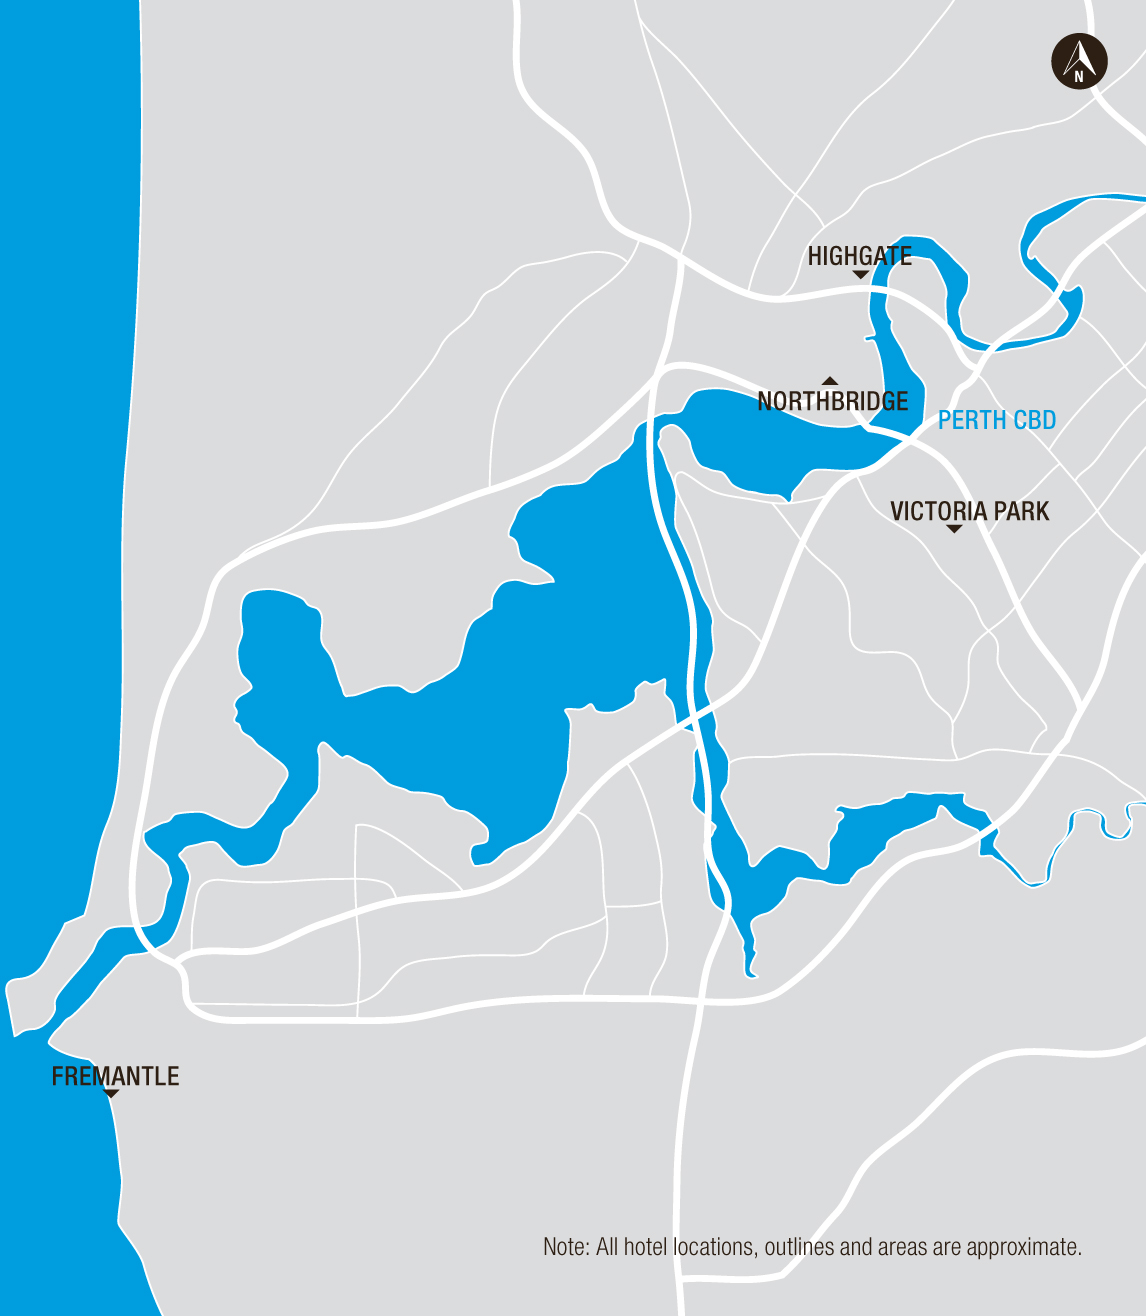 N
HIGHGATE
NORTHBRIDGE
PERTH CBD
VICTORIA PARK
FREMANTLE
Note: All hotel locations, outlines and areas are approximate.